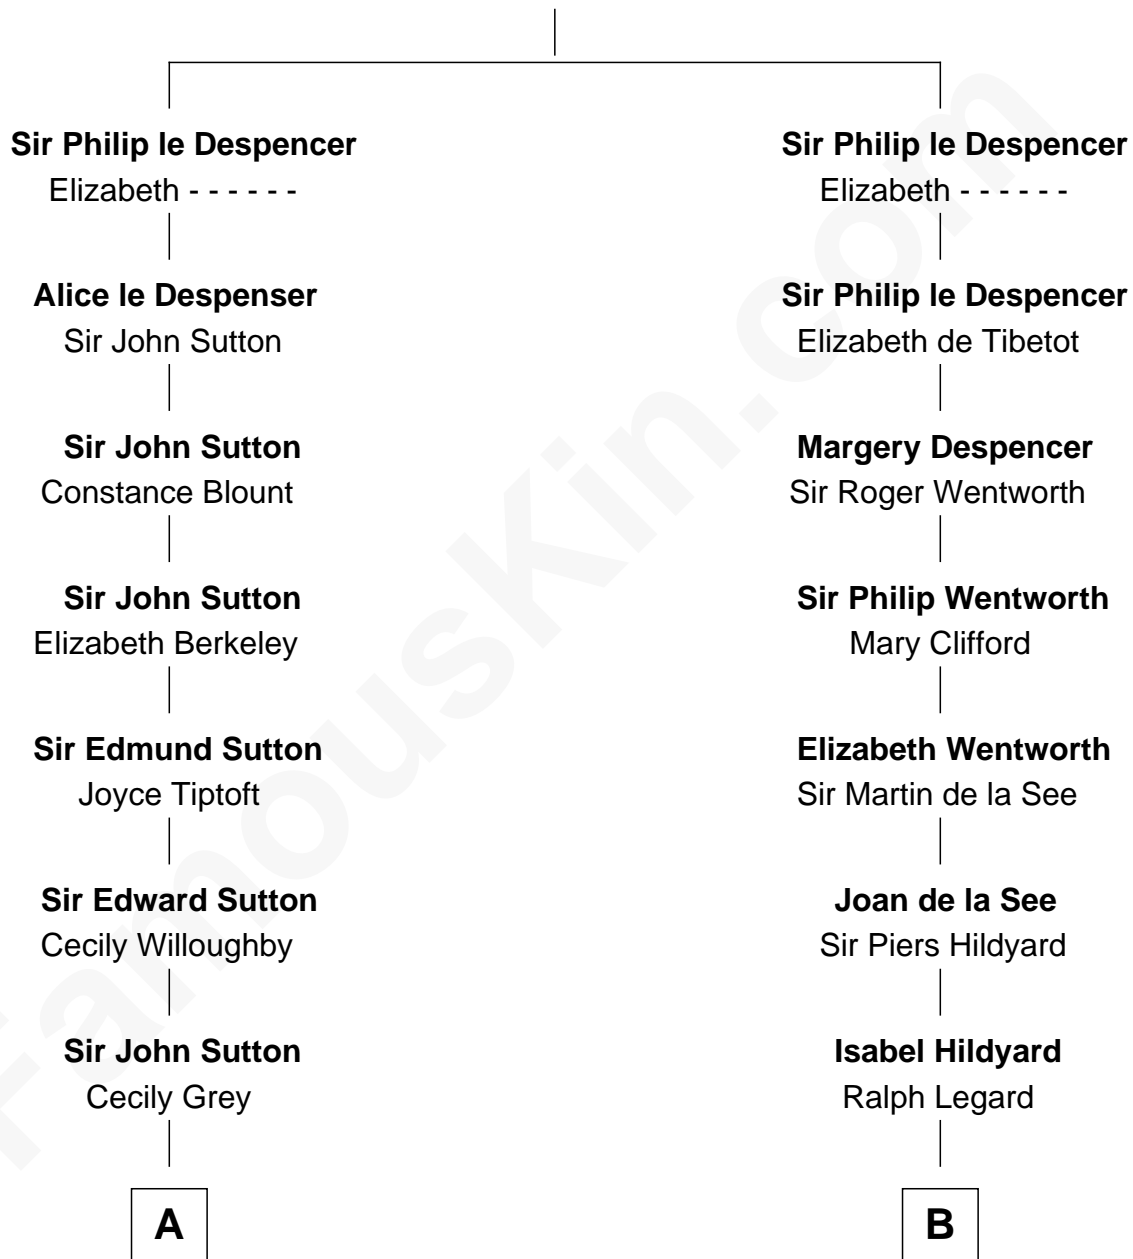 Sir Philip le Despencer
Elizabeth - - - - - -
Sir Philip le Despencer
Elizabeth - - - - - -
Alice le Despenser
Sir John Sutton
Sir Philip le Despencer
Elizabeth de Tibetot
Sir John Sutton
Constance Blount
Margery Despencer
Sir Roger Wentworth
Sir John Sutton
Elizabeth Berkeley
Sir Philip Wentworth
Mary Clifford
Sir Edmund Sutton
Joyce Tiptoft
Elizabeth Wentworth
Sir Martin de la See
Sir Edward Sutton
Cecily Willoughby
Joan de la See
Sir Piers Hildyard
Sir John Sutton
Cecily Grey
Isabel Hildyard
Ralph Legard
A
B
FamousKin.com